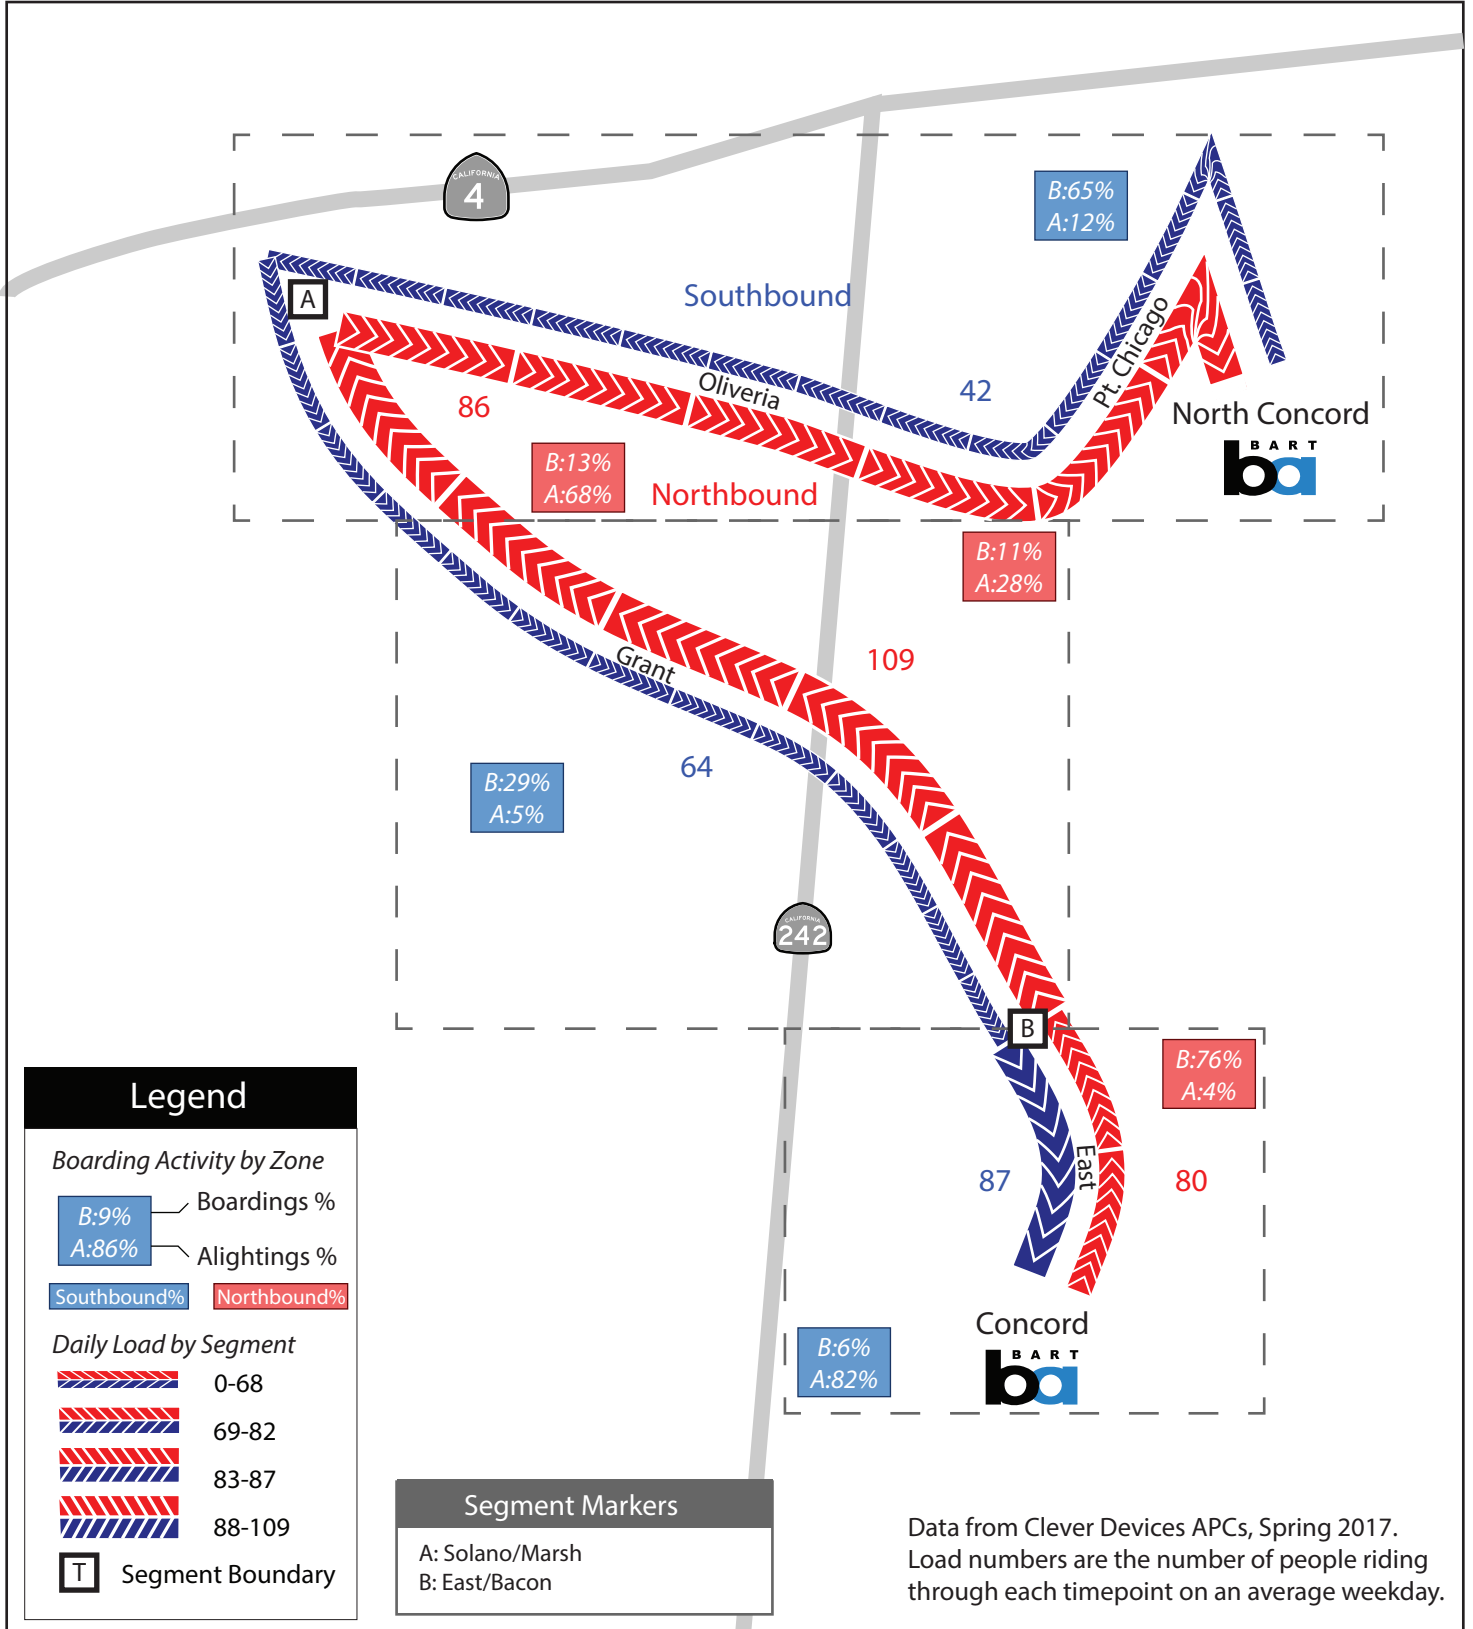 CALIFORNIA
4
B:65%
A:12%
Southbound
Pt. Chicago
A
Oliveria
42
86
North Concord
B A R T
ba
B:13%
A:68%
Northbound
B:11%
A:28%
Grant
109
64
B:29%
A:5%
CALIFORNIA
242
B
B:76%
A:4%
East
87
80
Concord
B A R T
ba
B:6%
A:82%
Legend
Boarding Activity by Zone
B:9%
A:86%
Boardings %
Alightings %
Southbound%
Northbound%
Daily Load by Segment
0-68
69-82
83-87
88-109
T
Segment Boundary
Segment Markers
A: Solano/Marsh
B: East/Bacon
Data from Clever Devices APCs, Spring 2017.
Load numbers are the number of people riding
through each timepoint on an average weekday.